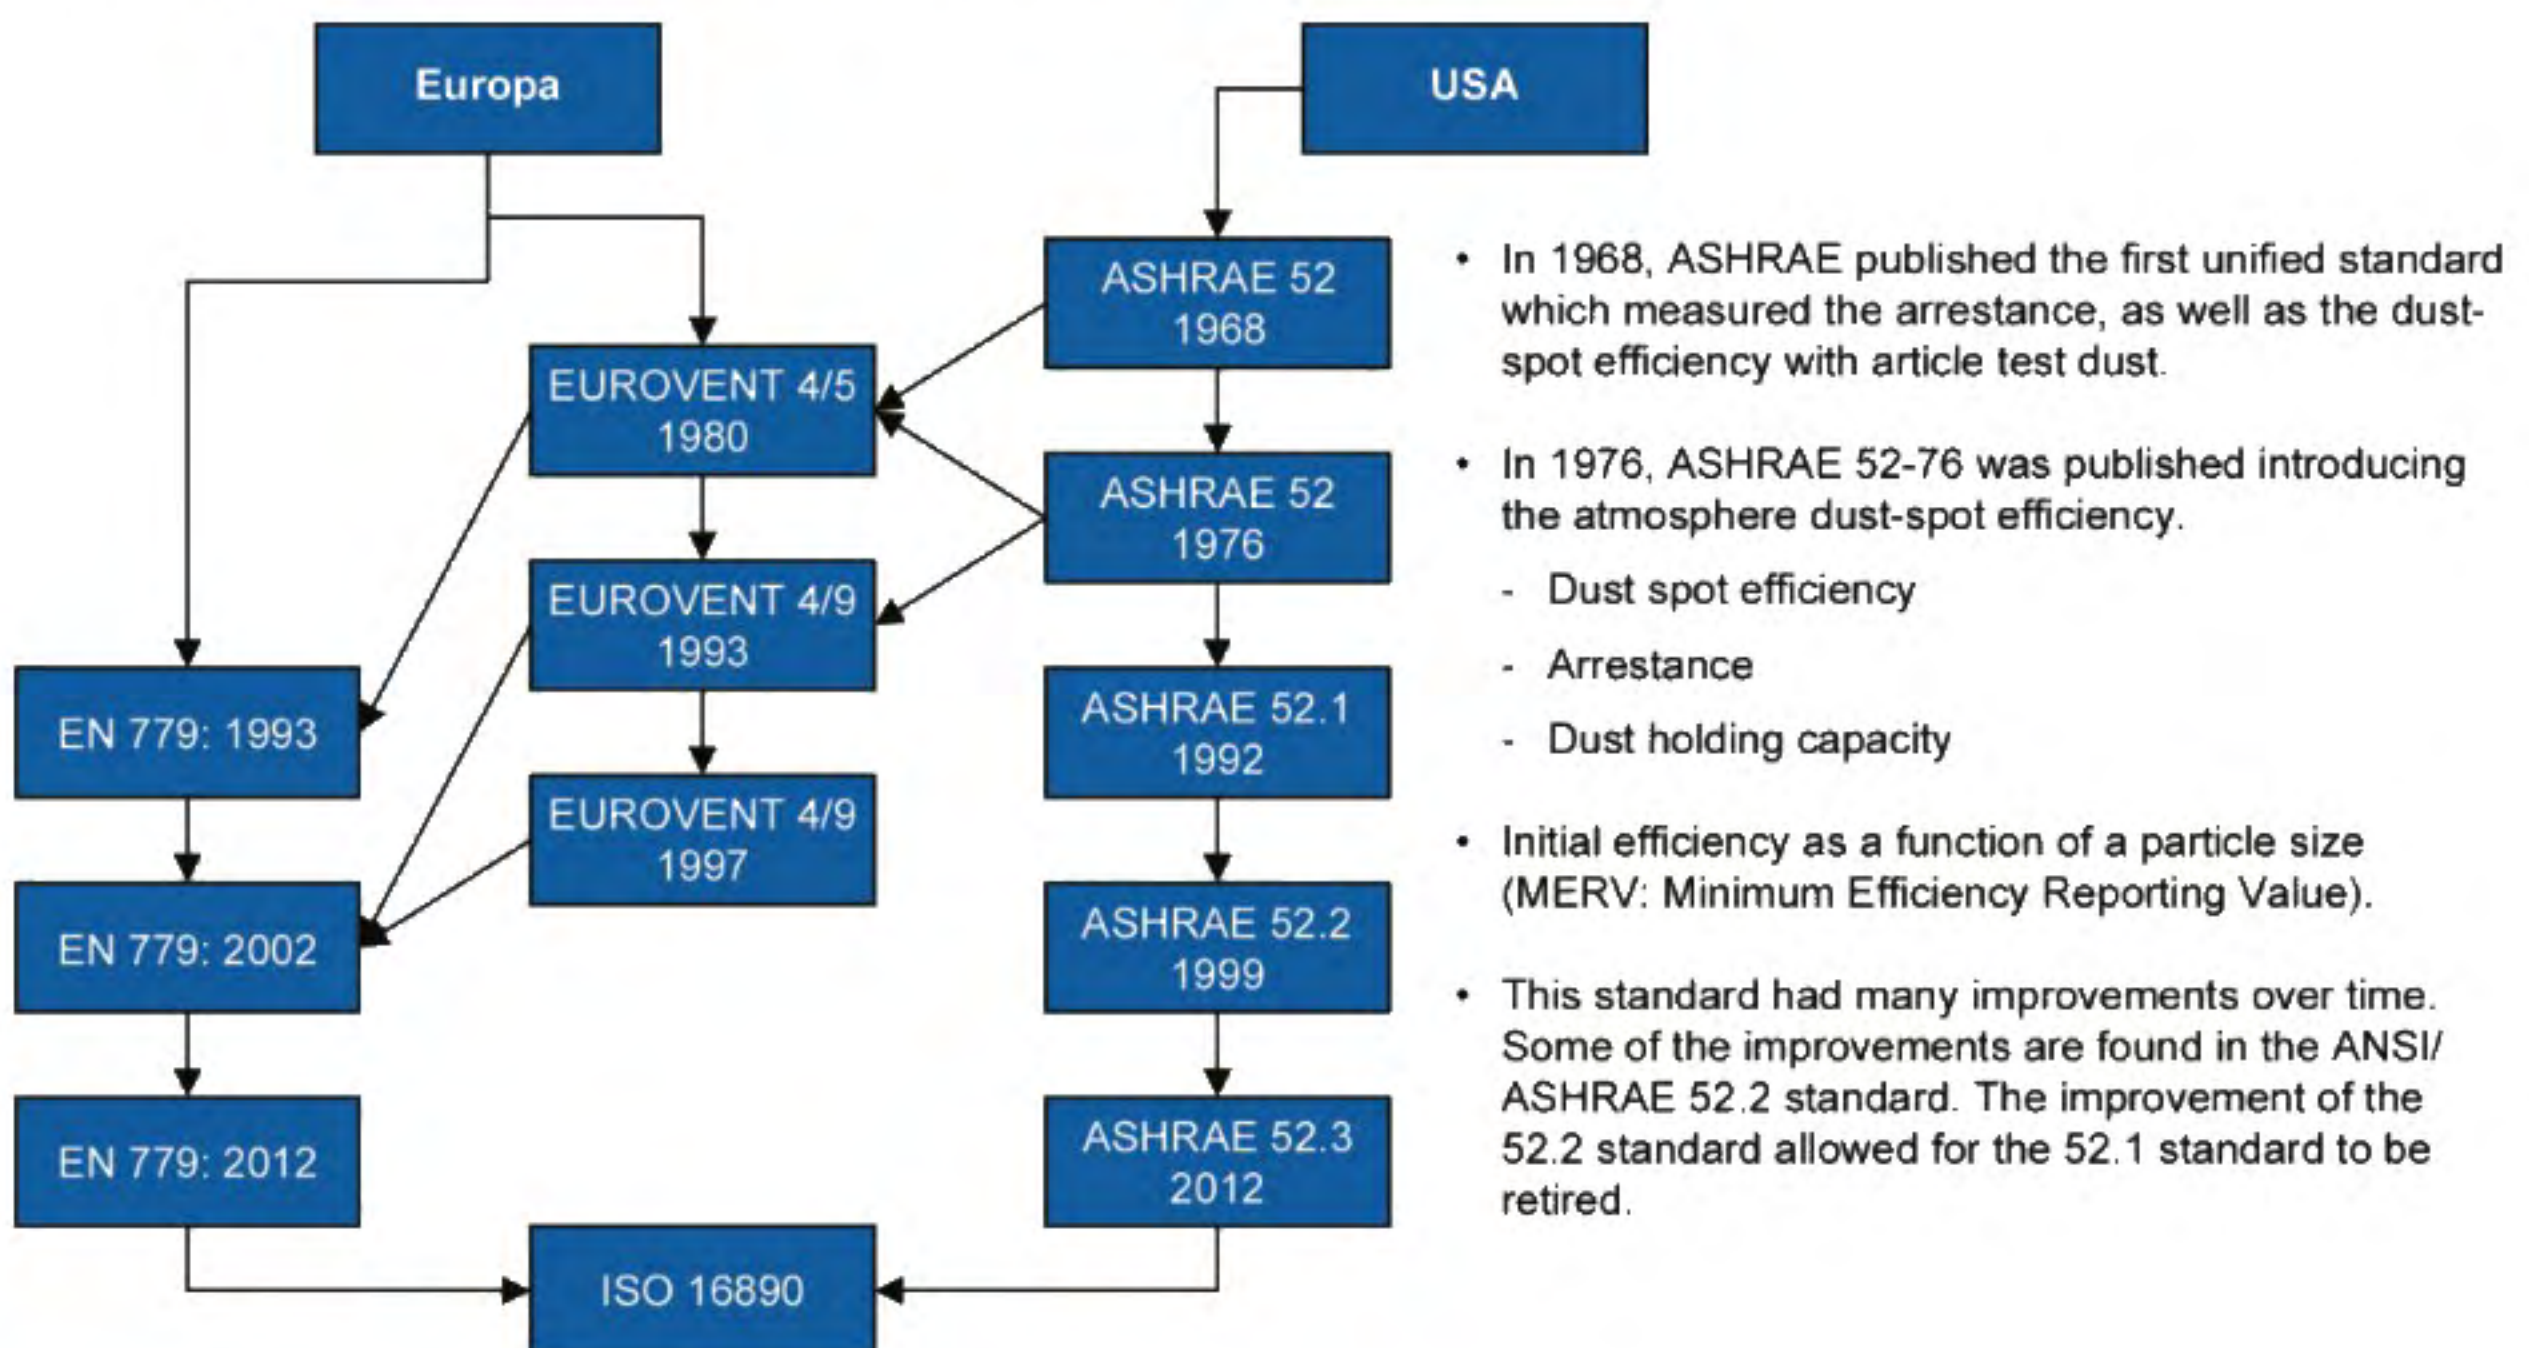 Europa
USA
ASHRAE 52
1968
EUROVENT 4/5
1980
ASHRAE 52
1976
EUROVENT 4/9
1993
EN 779: 1993
ASHRAE 52.1
1992
EUROVENT 4/9
1997
EN 779: 2002
ASHRAE 52.2
1999
EN 779: 2012
ASHRAE 52.3
2012
ISO 16890
• In 1968, ASHRAE published the first unified standard
which measured the arrestance, as well as the dust-
spot efficiency with article test dust.
• In 1976, ASHRAE 52-76 was published introducing
the atmosphere dust-spot efficiency.
- Dust spot efficiency
- Arrestance
- Dust holding capacity
• Initial efficiency as a function of a particle size
(MERV: Minimum Efficiency Reporting Value).
• This standard had many improvements over time.
Some of the improvements are found in the ANSI/
ASHRAE 52.2 standard. The improvement of the
52.2 standard allowed for the 52.1 standard to be
retired.